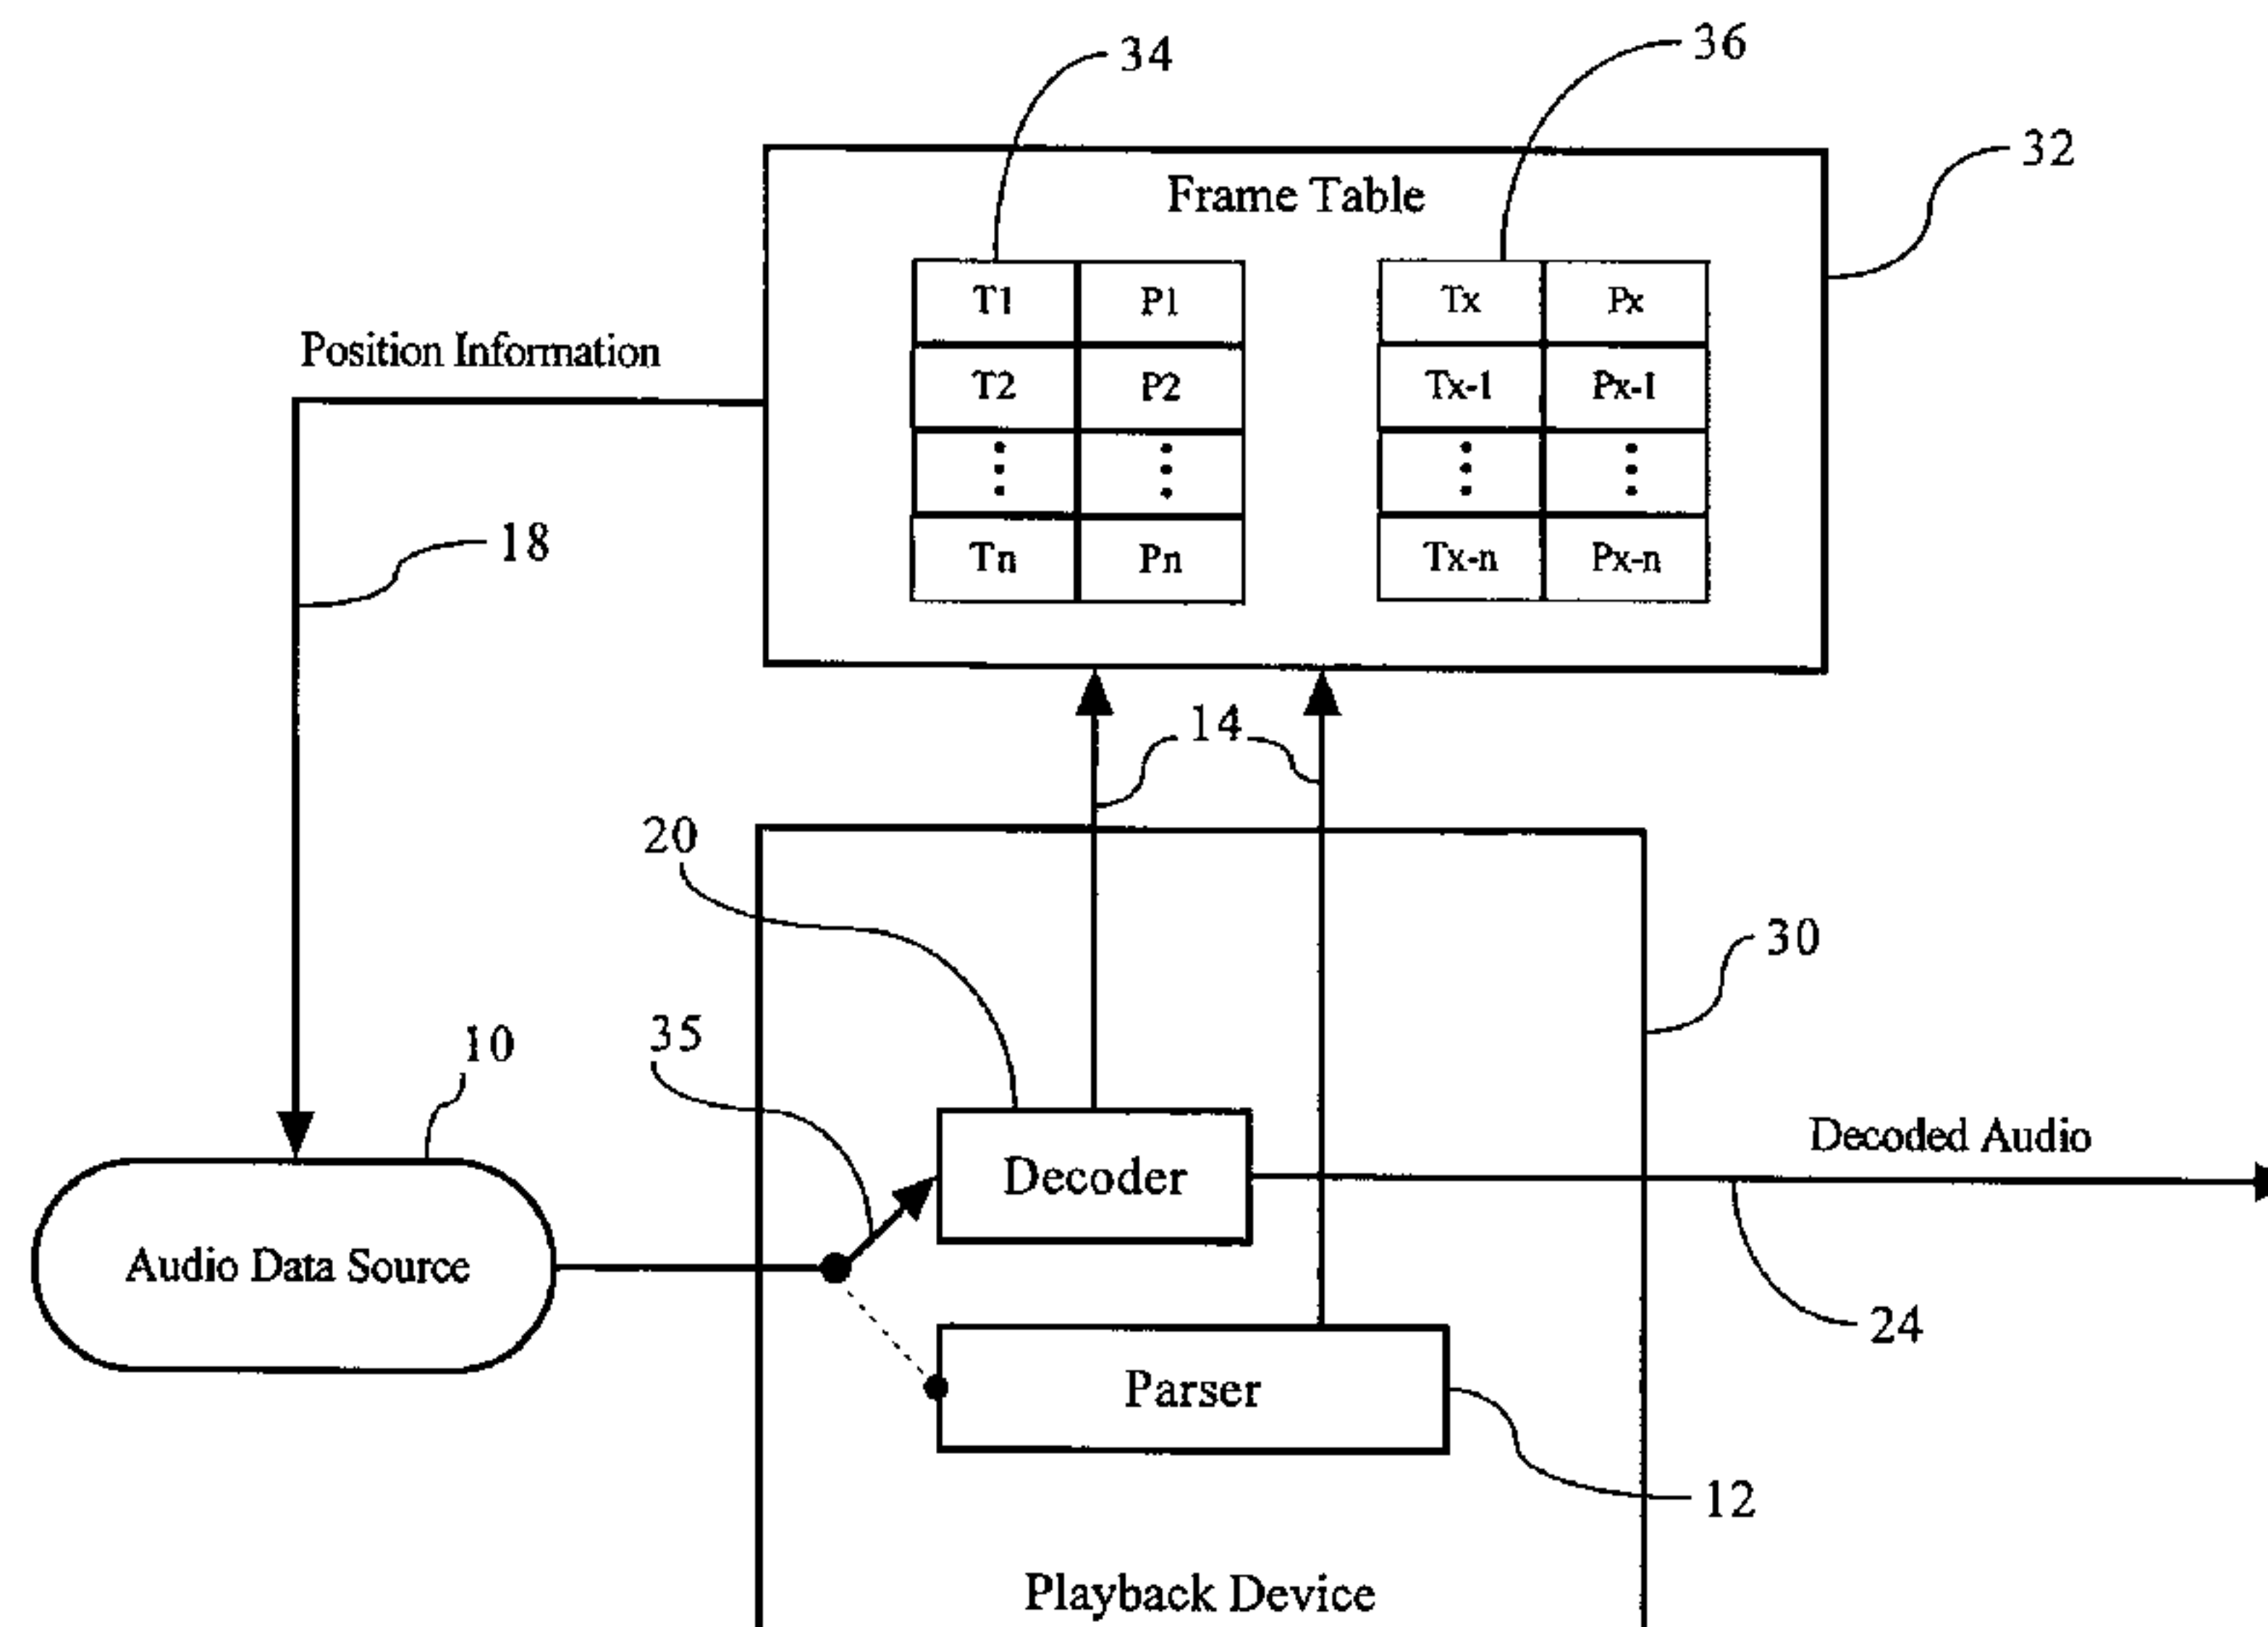 34
36
32
Frame Table
T1 P1 Tx Px
T2 P2 Tx-1 Px-1
Tn Pn Tx-n Px-n
Position Information
18
14
20
30
35
10
Decoder
Decoded Audio
Audio Data Source
24
Parser
12
Playback Device